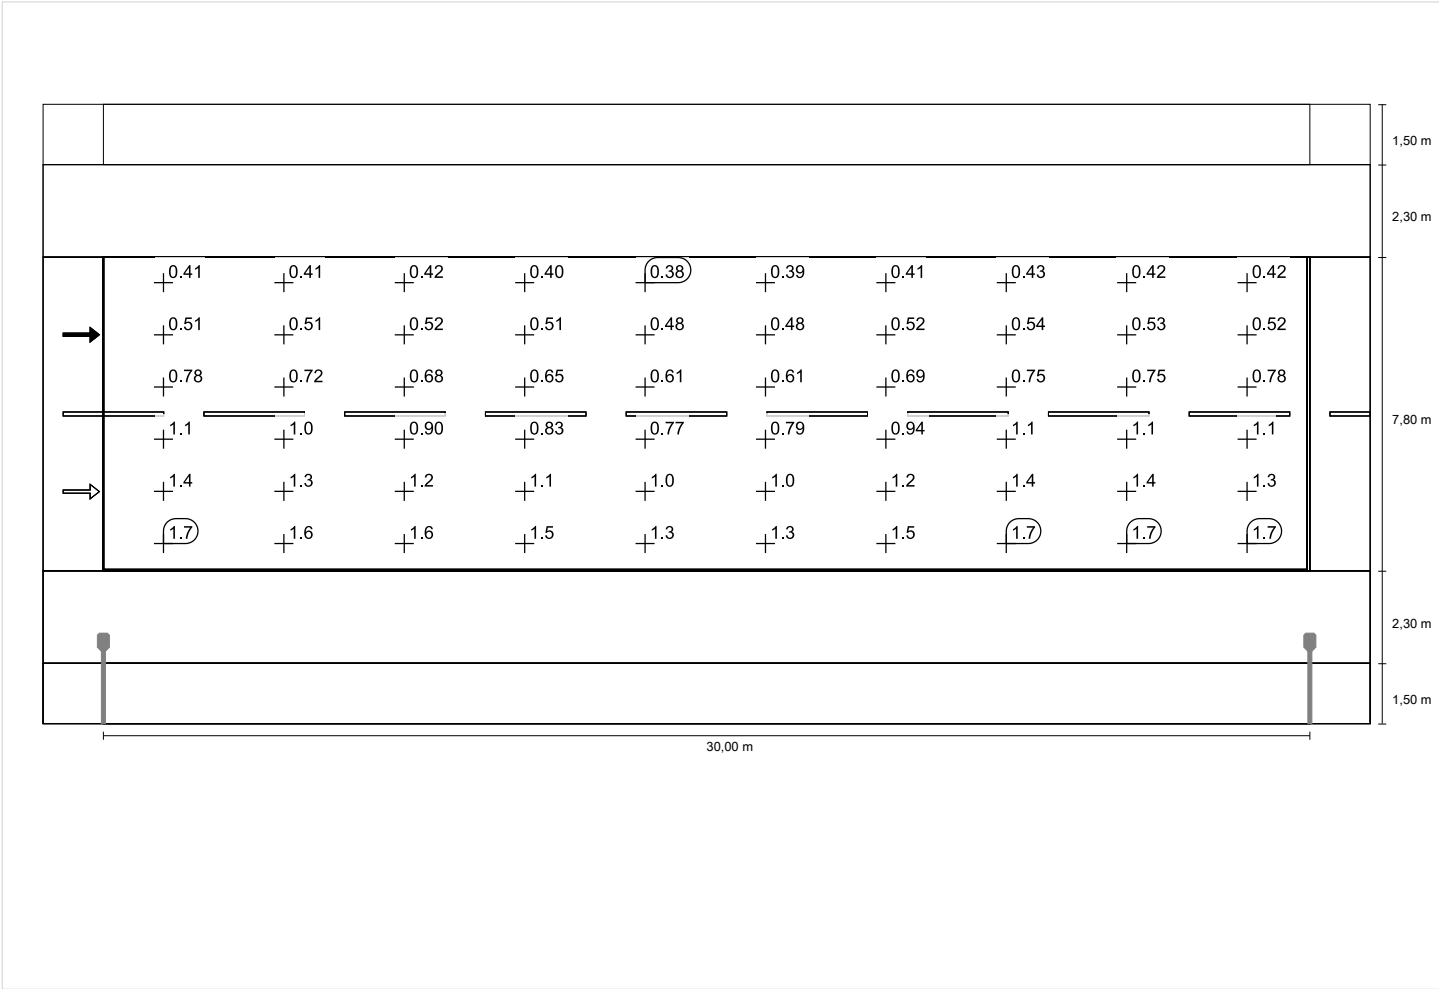 1,50 m
2,30 m
0.41 0.41 0.42 0.40 0.38 0.39 0.41 0.43 0.42 0.42
0.51 0.51 0.52 0.51 0.48 0.48 0.52 0.54 0.53 0.52
0.78 0.72 0.68 0.65 0.61 0.61 0.69 0.75 0.75 0.78
7,80 m
1.1 1.0 0.90 0.83 0.77 0.79 0.94 1.1 1.1 1.1
1.4 1.3 1.2 1.1 1.0 1.0 1.2 1.4 1.4 1.3
1.7 1.6 1.6 1.5 1.3 1.3 1.5 1.7 1.7 1.7
2,30 m
1,50 m
30,00 m